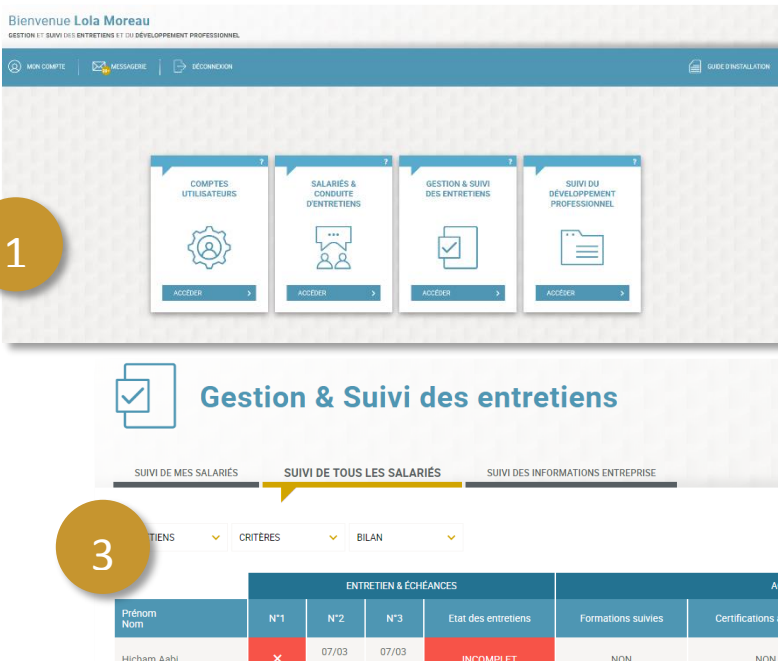 Bienvenue Lola Moreau
GESTION ET SUIVI DES ENTRETIENS ET DU DÉVELOPPEMENT PROFESSIONNEL
MON COMPTE
MESSAGERIE
DÉCONNEXION
GUIDE D'INSTALLATION
? ? ? ?
COMPTES
UTILISATEURS
ACCÉDER >
SALARIÉS &
CONDUITE
D'ENTRETIENS
ACCÉDER >
GESTION & SUIVI
DES ENTRETIENS
ACCÉDER >
SUIVI DU
DÉVELOPPEMENT
PROFESSIONNEL
ACCÉDER >
1
Gestion & Suivi des entretiens
SUIVI DE MES SALARIÉS
SUIVI DE TOUS LES SALARIÉS
SUIVI DES INFORMATIONS ENTREPRISE
3
TIENS
CRITÈRES
BILAN
ENTRETIEN & ÉCHÉANCES
Prénom
Nom
N°1
N°2
N°3
Etat des entretiens
Formations suivies
Certifications
Hicham Aabi
×
07/03
07/03
INCOMPLET
NON
NON